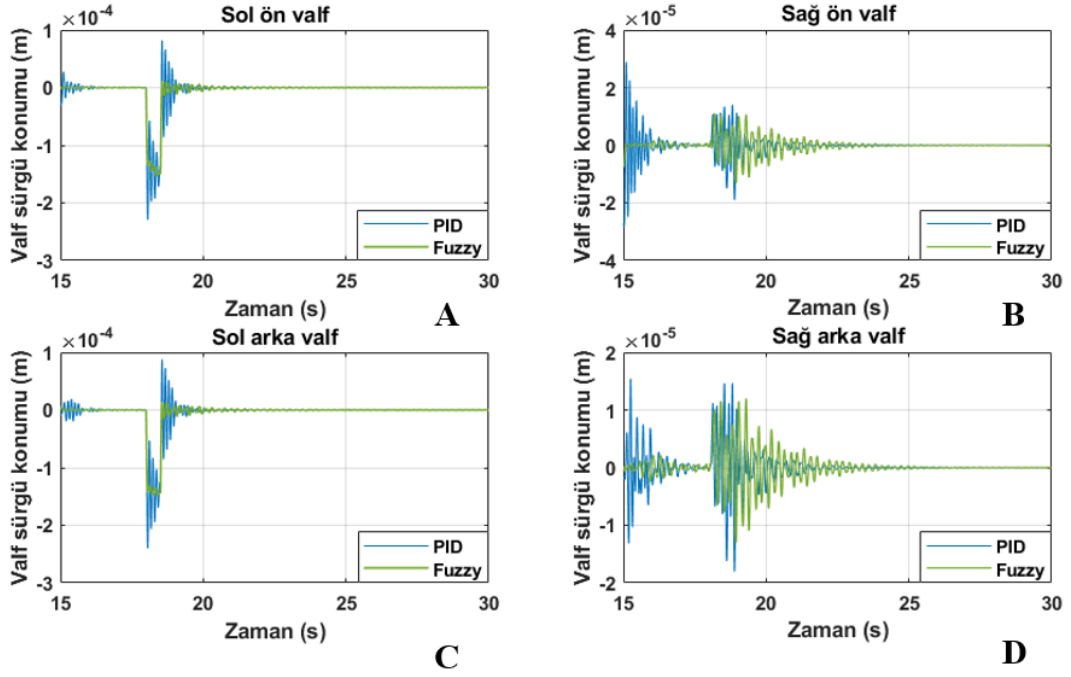 Sol ön valf
×10-4
Valf sürgü konumu (m)
1
0
-1
-2
-3
15
20
25
30
PID
Fuzzy
Zaman (s)
A
Sağ ön valf
×10-5
Valf sürgü konumu (m)
4
2
0
-2
-4
15
20
25
30
PID
Fuzzy
Zaman (s)
B
Sol arka valf
×10-4
Valf sürgü konumu (m)
1
0
-1
-2
-3
15
20
25
30
PID
Fuzzy
Zaman (s)
C
Sağ arka valf
×10-5
Valf sürgü konumu (m)
2
1
0
-1
-2
15
20
25
30
PID
Fuzzy
Zaman (s)
D